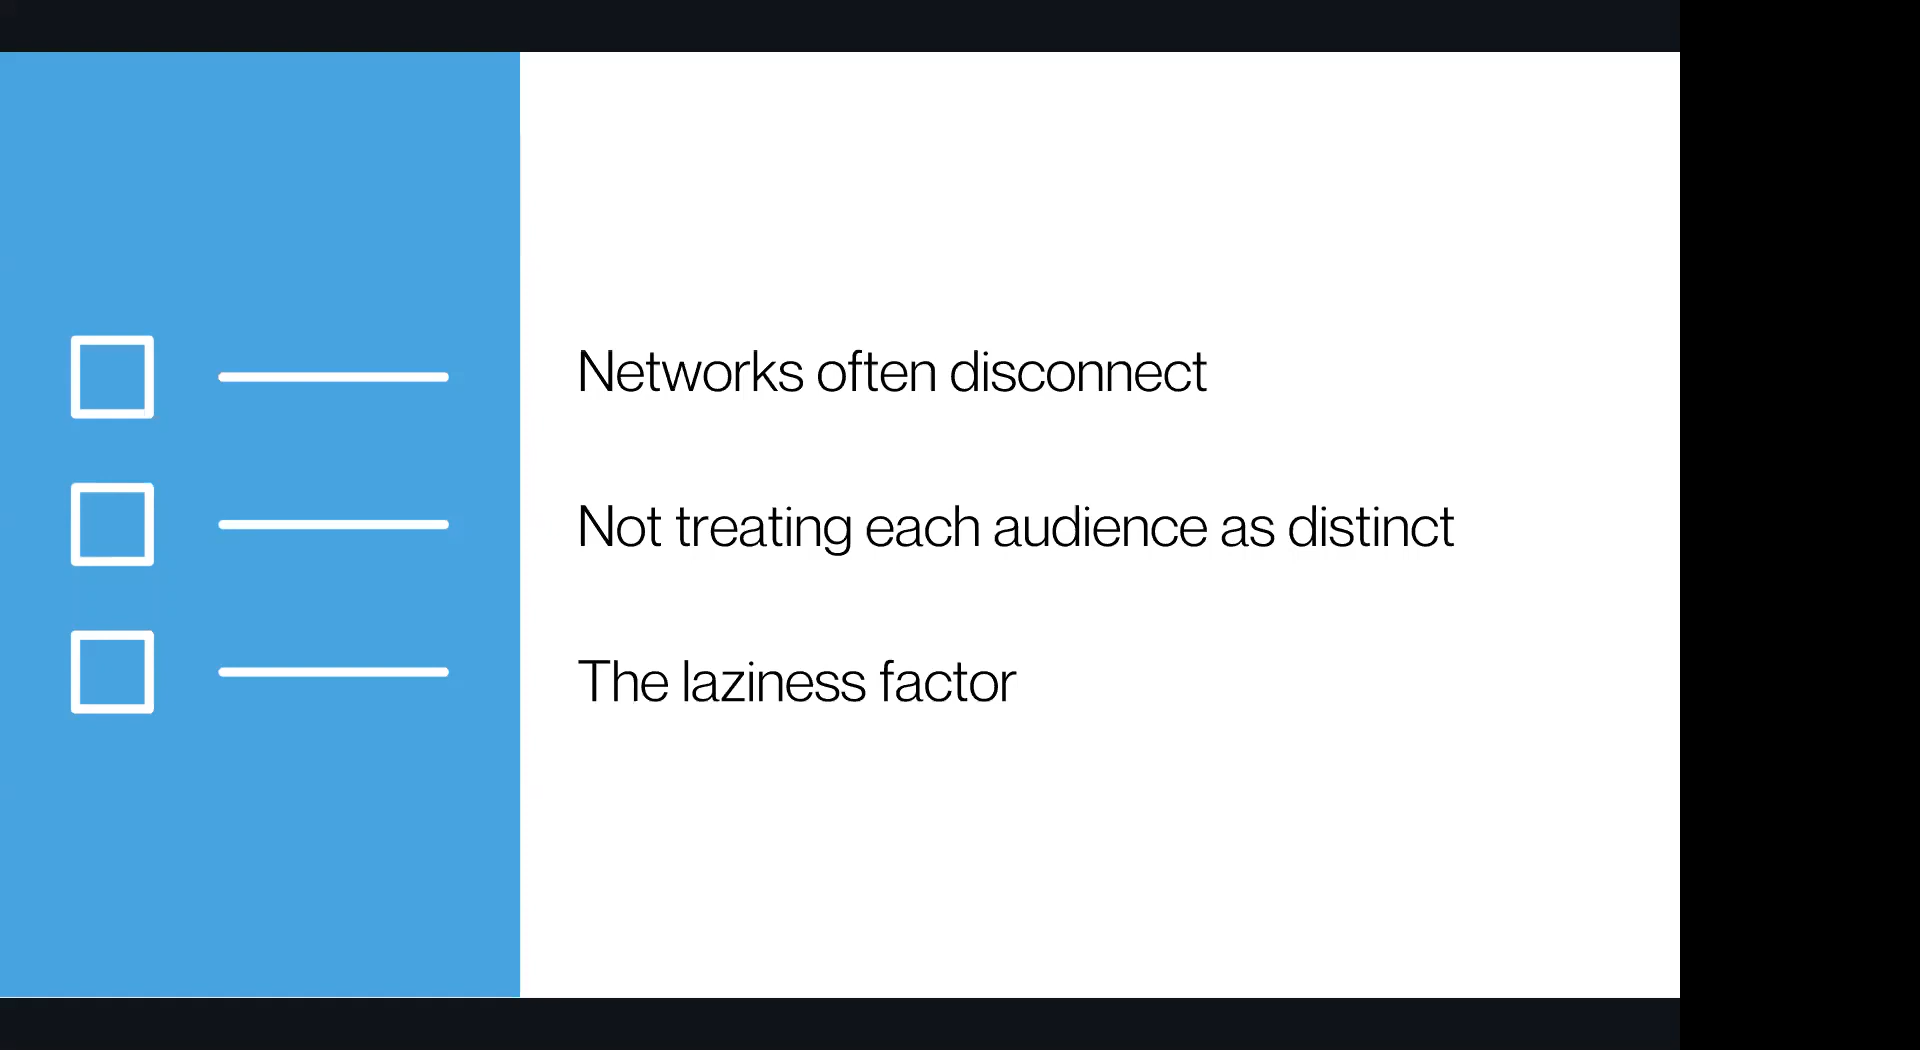 Networks often disconnect
Not treating each audience as distinct
The laziness factor